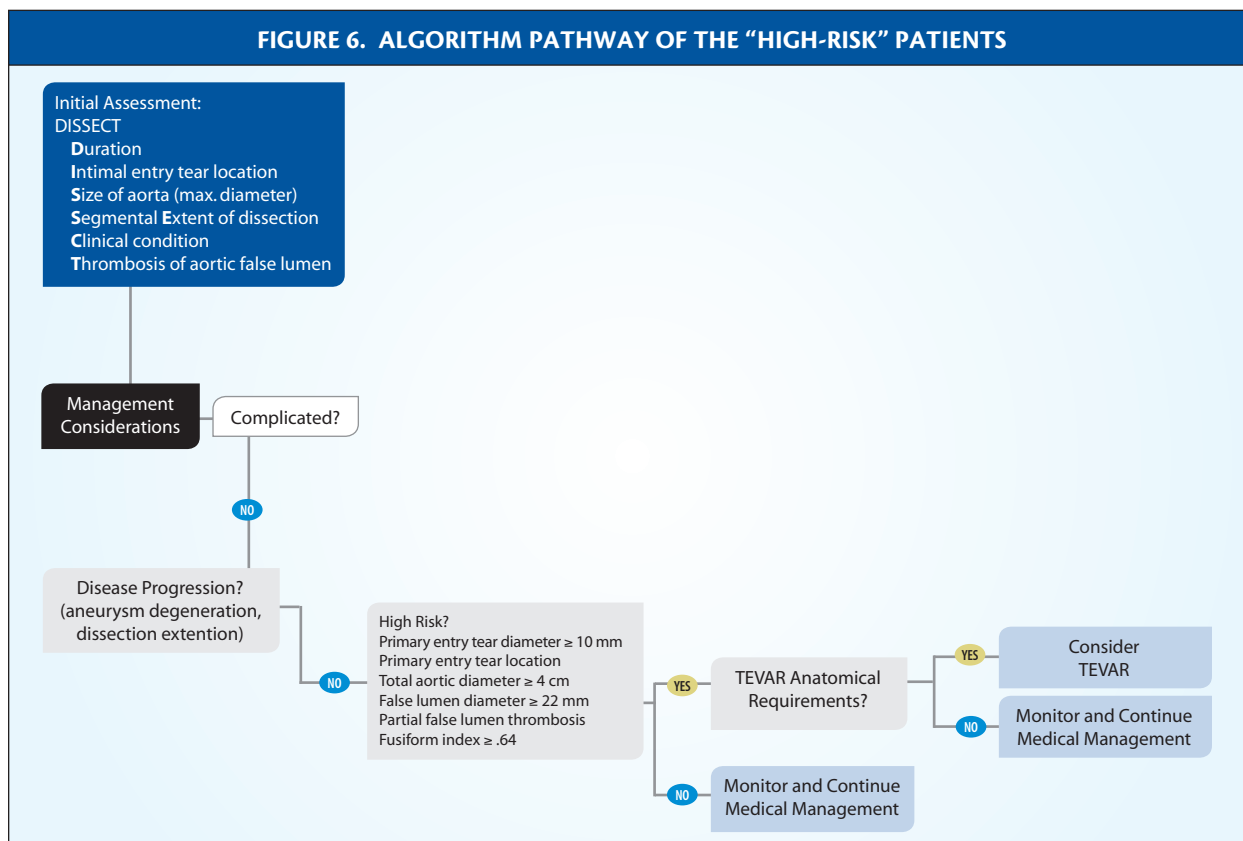 FIGURE 6. ALGORITHM PATHWAY OF THE “HIGH-RISK” PATIENTS
Initial Assessment:
DISSECT
Duration
Intimal entry tear location
Size of aorta (max. diameter)
Segmental Extent of dissection
Clinical condition
Thrombosis of aortic false lumen
Management
Considerations
Complicated?
NO
Disease Progression?
(aneurysm degeneration,
dissection extention)
NO
High Risk?
Primary entry tear diameter ≥ 10 mm
Primary entry tear location
Total aortic diameter ≥ 4 cm
False lumen diameter ≥ 22 mm
Partial false lumen thrombosis
Fusiform index ≥ .64
YES
TEVAR Anatomical
Requirements?
YES
Consider
TEVAR
NO
Monitor and Continue
Medical Management
NO
Monitor and Continue
Medical Management